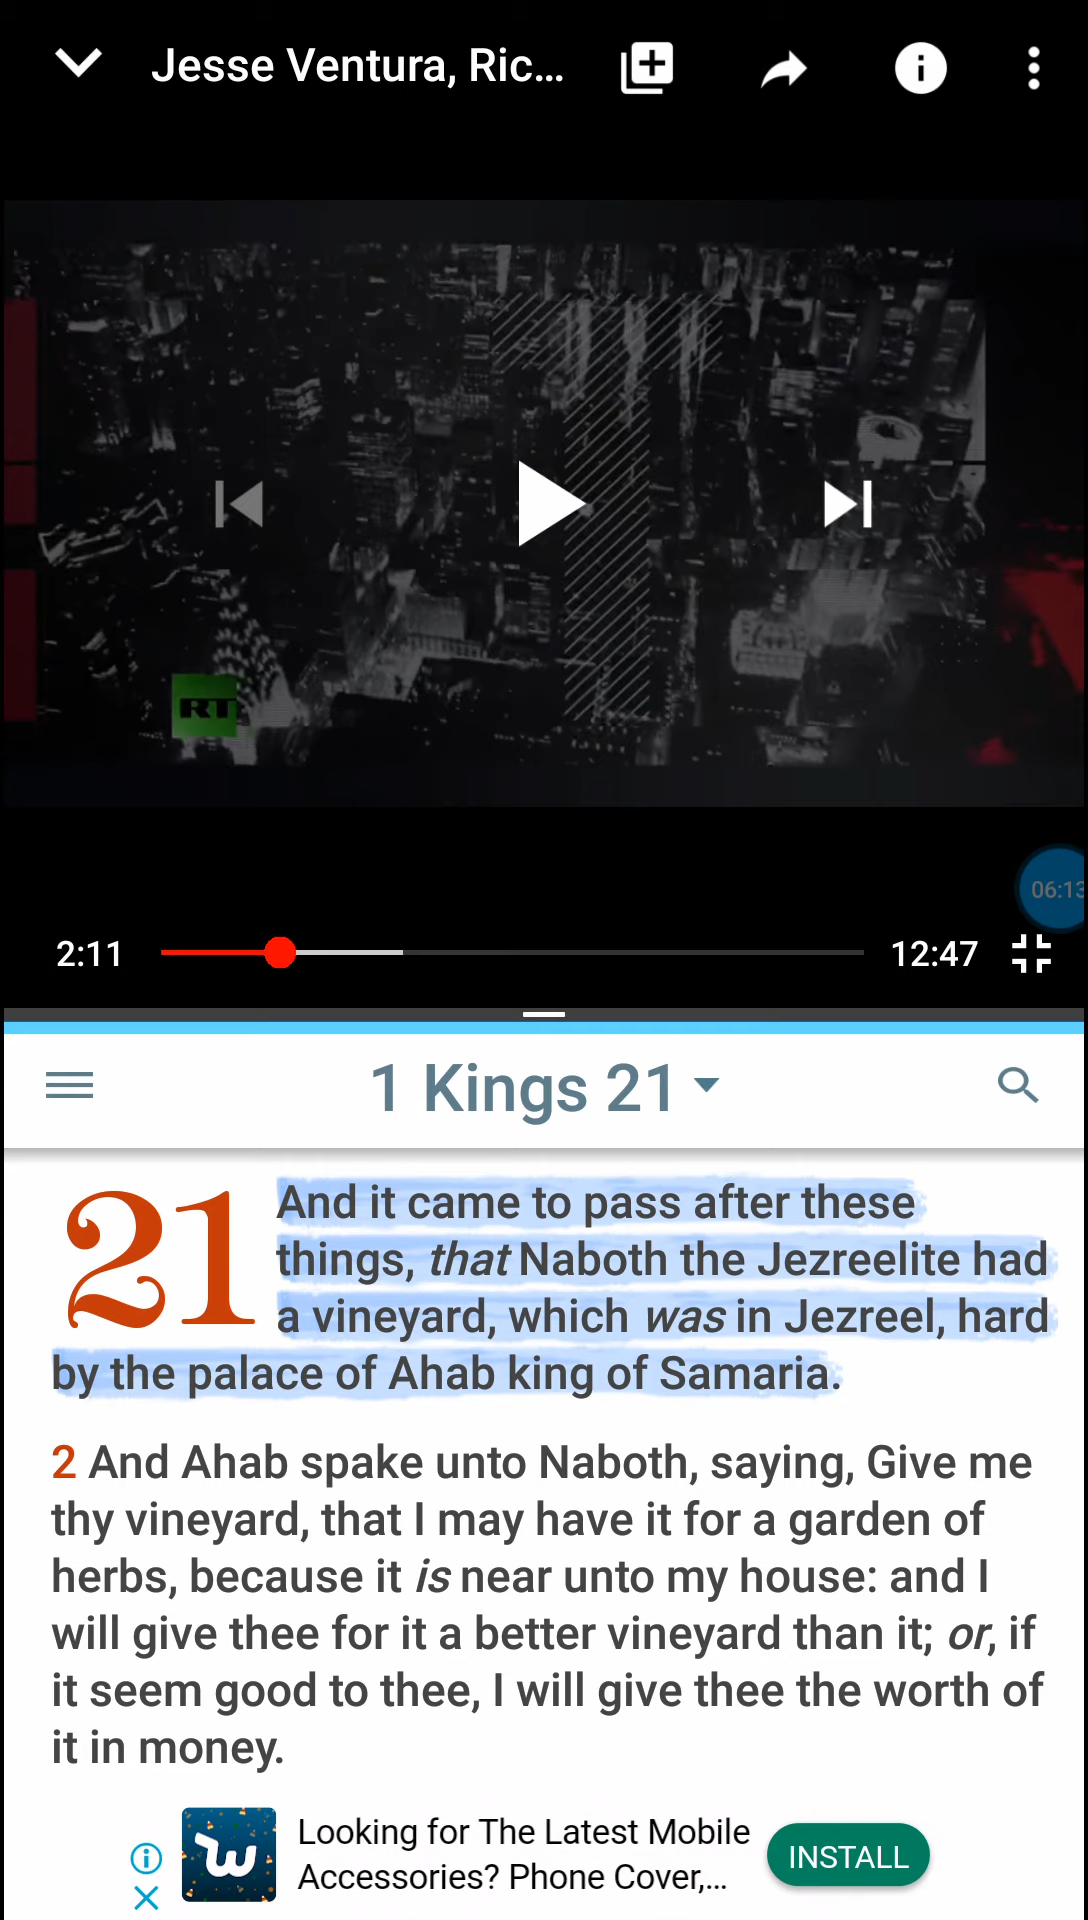 Jesse Ventura, Ric...
RT
06:13
2:11
12:47
1 Kings 21
21 And it came to pass after these
things, that Naboth the Jezreelite had
a vineyard, which was in Jezreel, hard
by the palace of Ahab king of Samaria.
2 And Ahab spake unto Naboth, saying, Give me
thy vineyard, that I may have it for a garden of
herbs, because it is near unto my house: and I
will give thee for it a better vineyard than it; or, if
it seem good to thee, I will give thee the worth of
it in money.
Looking for The Latest Mobile
Accessories? Phone Cover,...
INSTALL